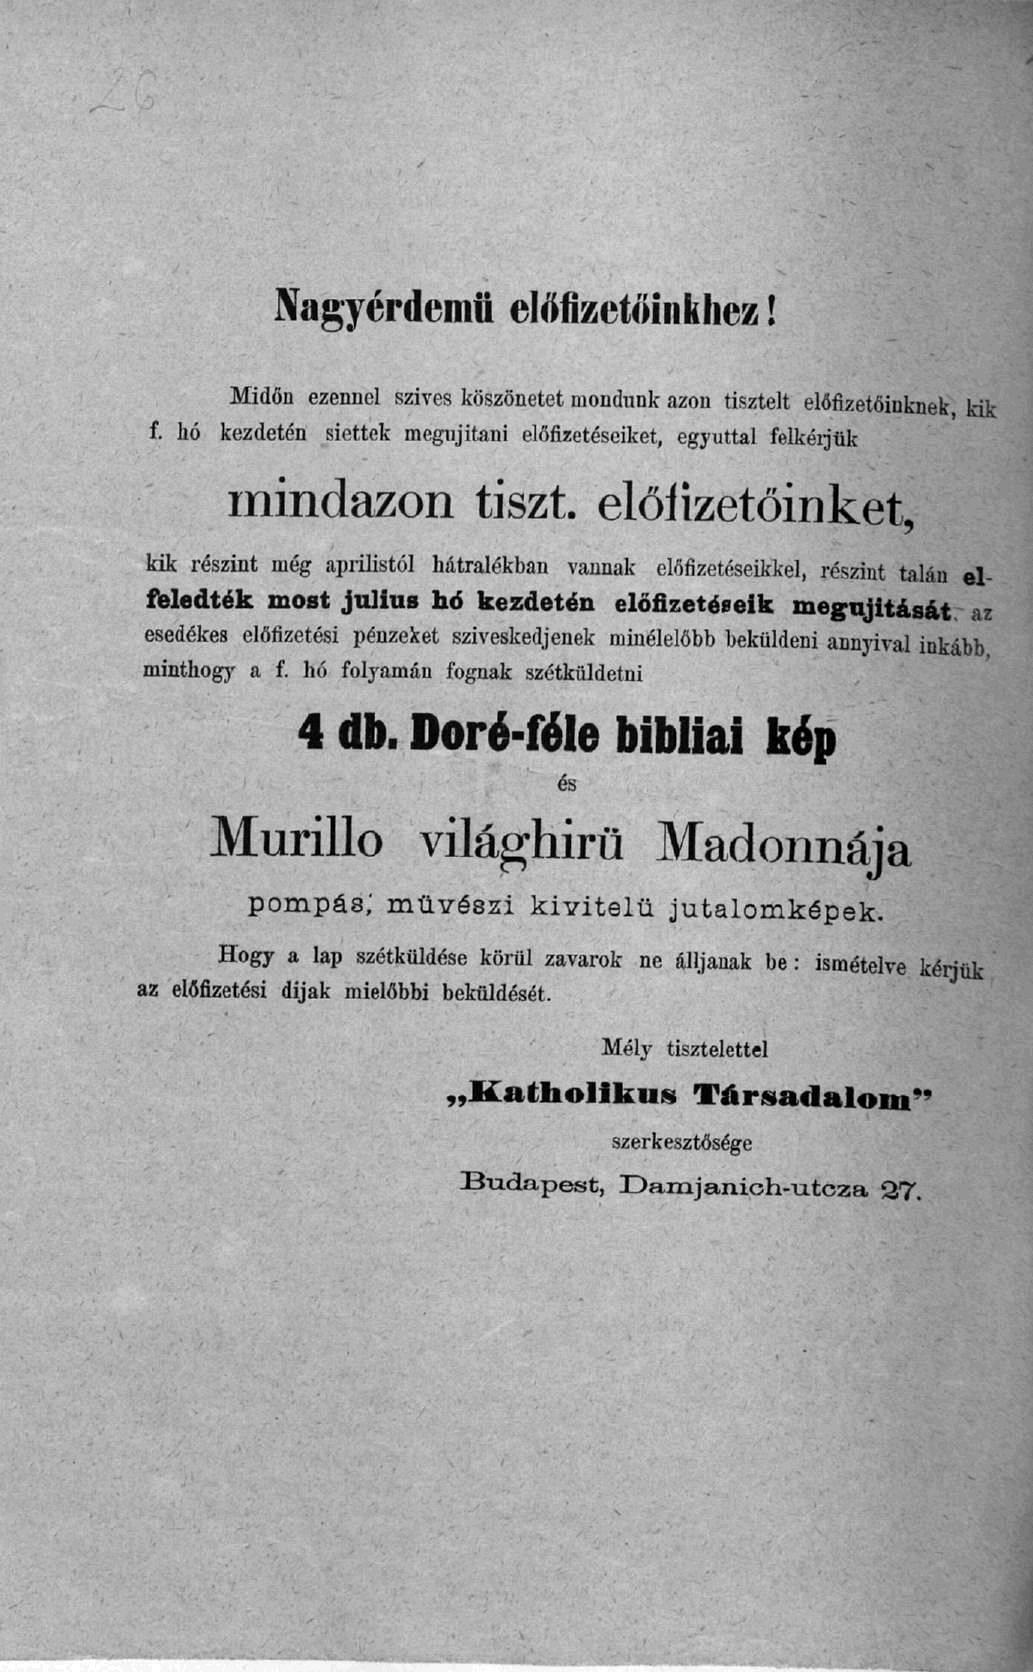 26
Nagyérdemü előfizetőinkhez!
Midőn ezennel szives köszönetet mondunk azon tisztelt előfizetőinknek, kik
f. hó kezdetén siettek megujitani előfizetéseiket, egyuttal felkérjük
mindazon tiszt. előfizetőinket,
kik részint még aprilistól hátralékban vannak előfizetéseikkel, részint talán el-
feledték most julius hó kezdetén előfizetéseik megujitását, az
esedékes előfizetési pénzeket sziveskedjenek minélelőbb beküldeni annyival inkább,
minthogy a f. hó folyamán fognak szétküldetni
4 db. Doré-féle bibliai kép
és
Murillo világhirü Madonnája
pompás, müvészi kivitelü jutalomképek.
Hogy a lap szétküldése körül zavarok ne álljanak be: ismételve kérjük
az előfizetési dijak mielőbbi beküldését.
Mély tisztelettel
„Katholikus Társadalom”
szerkesztősége
Budapest, Damjanich-utcza 27.